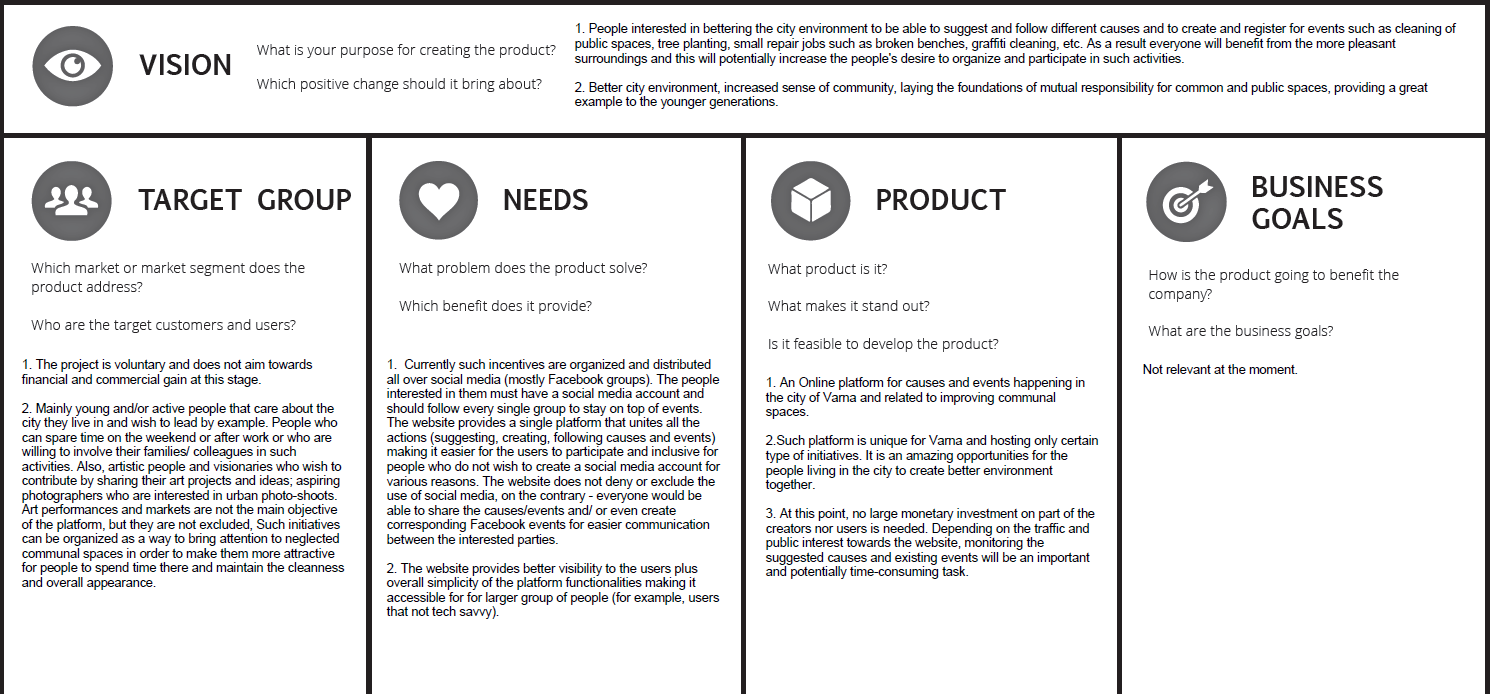 VISION
What is your purpose for creating the product?
Which positive change should it bring about?
1. People interested in bettering the city environment to be able to suggest and follow different causes and to create and register for events such as cleaning of
public spaces, tree planting, small repair jobs such as broken benches, graffiti cleaning, etc. As a result everyone will benefit from the more pleasant
surroundings and this will potentially increase the people's desire to organize and participate in such activities.
2. Better city environment, increased sense of community, laying the foundations of mutual responsibility for common and public spaces, providing a great
example to the younger generations.
TARGET GROUP
Which market or market segment does the
product address?
Who are the target customers and users?
1. The project is voluntary and does not aim towards
financial and commercial gain at this stage.
2. Mainly young and/or active people that care about the
city they live in and wish to lead by example. People who
can spare time on the weekend or after work or who are
willing to involve their families/ colleagues in such
activities. Also, artistic people and visionaries who wish to
contribute by sharing their art projects and ideas; aspiring
photographers who are interested in urban photo-shoots.
Art performances and markets are not the main objective
of the platform, but they are not excluded, Such initiatives
can be organized as a way to bring attention to neglected
communal spaces in order to make them more attractive
for people to spend time there and maintain the cleanness
and overall appearance.
NEEDS
What problem does the product solve?
Which benefit does it provide?
1. Currently such incentives are organized and distributed
all over social media (mostly Facebook groups). The people
interested in them must have a social media account and
should follow every single group to stay on top of events.
The website provides a single platform that unites all the
actions (suggesting, creating, following causes and events)
making it easier for the users to participate and inclusive for
people who do not wish to create a social media account for
various reasons. The website does not deny or exclude the
use of social media, on the contrary - everyone would be
able to share the causes/events and/ or even create
corresponding Facebook events for easier communication
between the interested parties.
2. The website provides better visibility to the users plus
overall simplicity of the platform functionalities making it
accessible for for larger group of people (for example, users
that not tech savvy).
PRODUCT
What product is it?
What makes it stand out?
Is it feasible to develop the product?
1. An Online platform for causes and events happening in
the city of Varna and related to improving communal
spaces.
2.Such platform is unique for Varna and hosting only certain
type of initiatives. It is an amazing opportunities for the
people living in the city to create better environment
together.
3. At this point, no large monetary investment on part of the
creators nor users is needed. Depending on the traffic and
public interest towards the website, monitoring the
suggested causes and existing events will be an important
and potentially time-consuming task.
BUSINESS
GOALS
How is the product going to benefit the
company?
What are the business goals?
Not relevant at the moment.